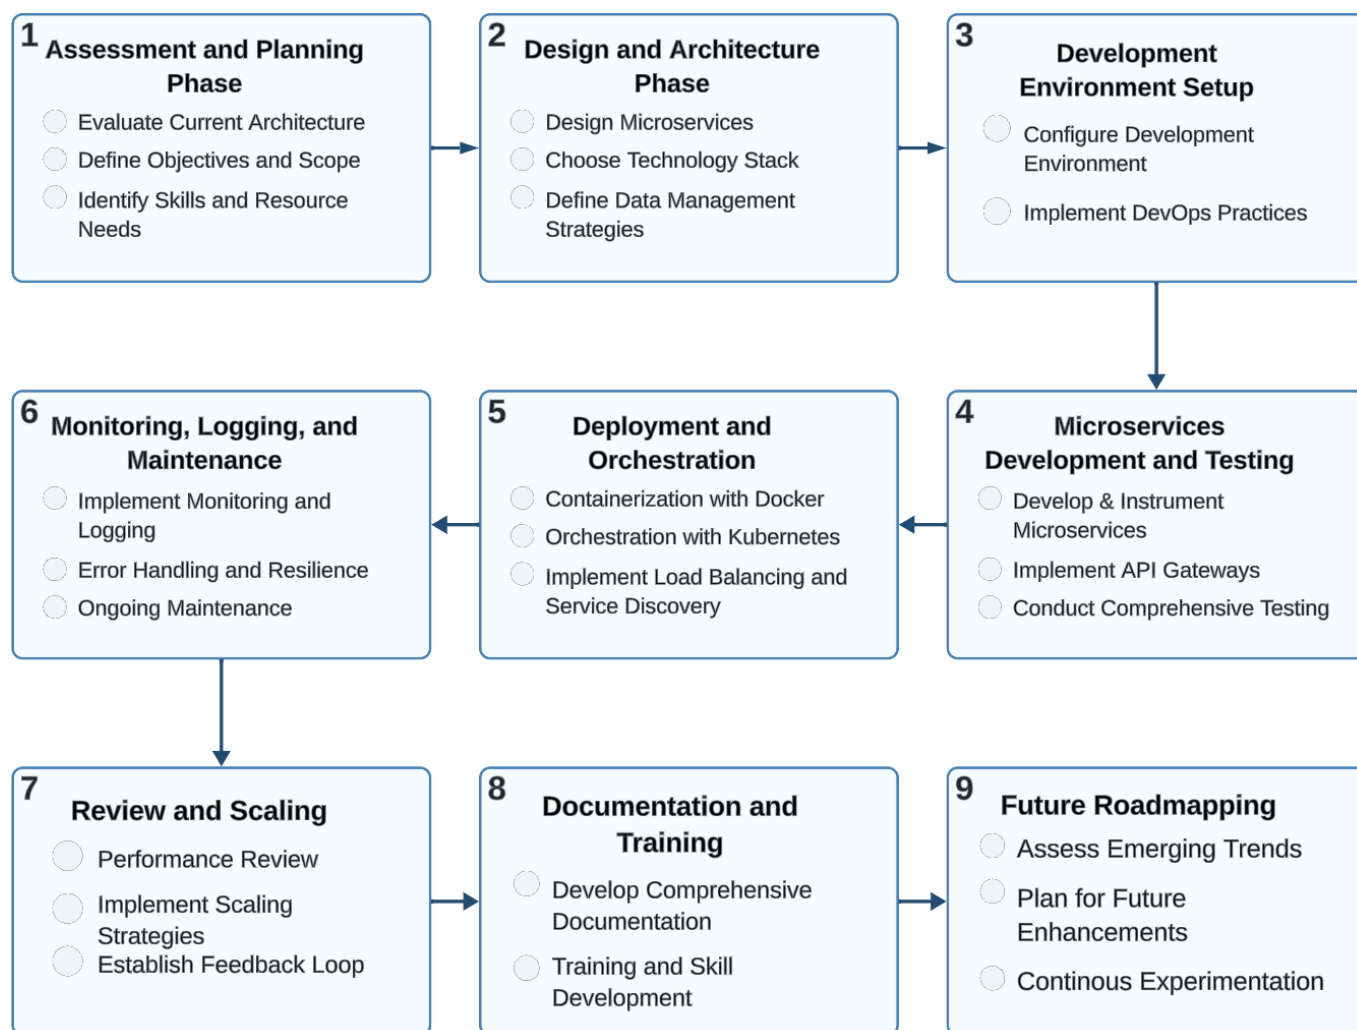 1
Assessment and Planning
Phase
Evaluate Current Architecture
Define Objectives and Scope
Identify Skills and Resource
Needs
2
Design and Architecture
Phase
Design Microservices
Choose Technology Stack
Define Data Management
Strategies
3
Development
Environment Setup
Configure Development
Environment
Implement DevOps Practices
4
Microservices
Development and Testing
Develop & Instrument
Microservices
Implement API Gateways
Conduct Comprehensive Testing
5
Deployment and
Orchestration
Containerization with Docker
Orchestration with Kubernetes
Implement Load Balancing and
Service Discovery
6
Monitoring, Logging, and
Maintenance
Implement Monitoring and
Logging
Error Handling and Resilience
Ongoing Maintenance
7
Review and Scaling
Performance Review
Implement Scaling
Strategies
Establish Feedback Loop
8
Documentation and
Training
Develop Comprehensive
Documentation
Training and Skill
Development
9
Future Roadmapping
Assess Emerging Trends
Plan for Future
Enhancements
Continous Experimentation